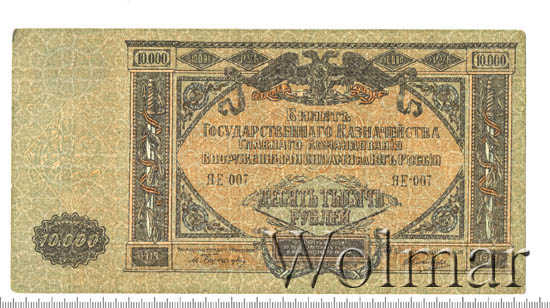 10.000 10.000
Билетъ
Государственнаго Казначейства
Главнаго Командованія
Вооруженными Силами на Югѣ Россіи
ЯЕ 007 ЯЕ-007
Десять тысячъ
рублей
10.000
Wolmar